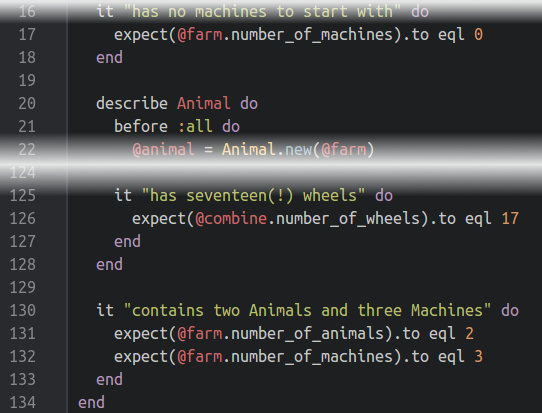 16 it "has no machines to start with" do
17 expect(@farm.number_of_machines).to eql 0
18 end
19
20 describe Animal do
21 before :all do
22 @animal = Animal.new(@farm)
124
125 it "has seventeen(!) wheels" do
126 expect(@combine.number_of_wheels).to eql 17
127 end
128 end
129
130 it "contains two Animals and three Machines" do
131 expect(@farm.number_of_animals).to eql 2
132 expect(@farm.number_of_machines).to eql 3
133 end
134 end